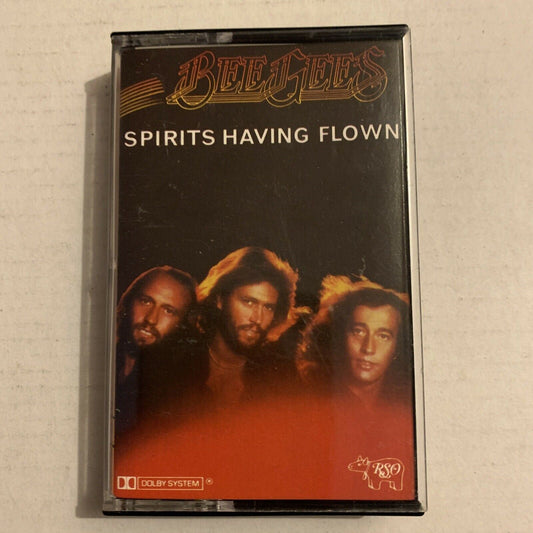 BEE GEES
SPIRITS HAVING FLOWN
DOLBY SYSTEM ®
RSO